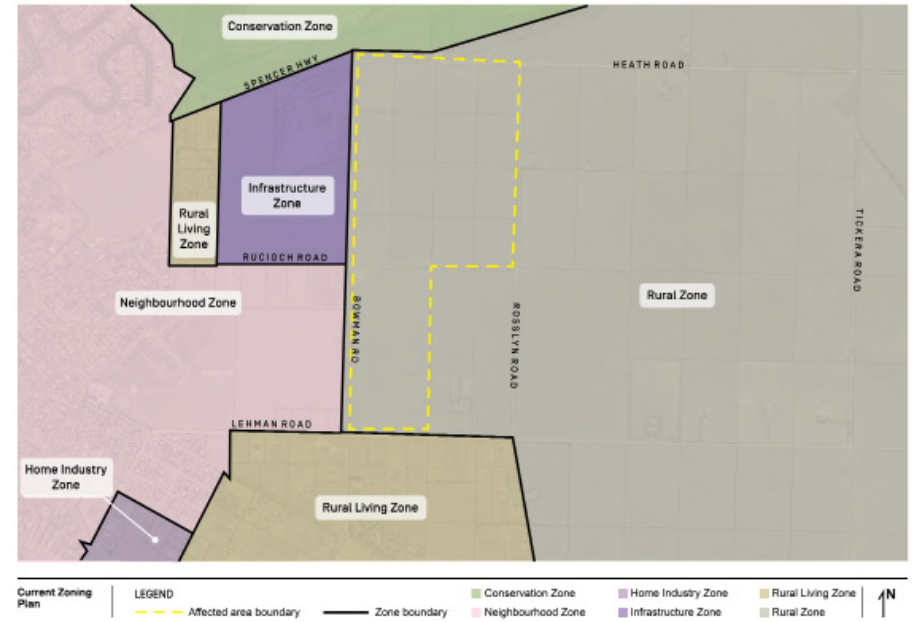 Conservation Zone
SPENCER HWY
HEATH ROAD
Infrastructure
Zone
Rural
Living
Zone
RUCIOCH ROAD
TICKERA ROAD
Neighbourhood Zone
Rural Zone
BOWMAN RD
ROSSLYN ROAD
LEHMAN ROAD
Home Industry
Zone
Rural Living Zone
Current Zoning
Plan
LEGEND
Affected area boundary
Zone boundary
Conservation Zone
Neighbourhood Zone
Home Industry Zone
Infrastructure Zone
Rural Living Zone
Rural Zone
N